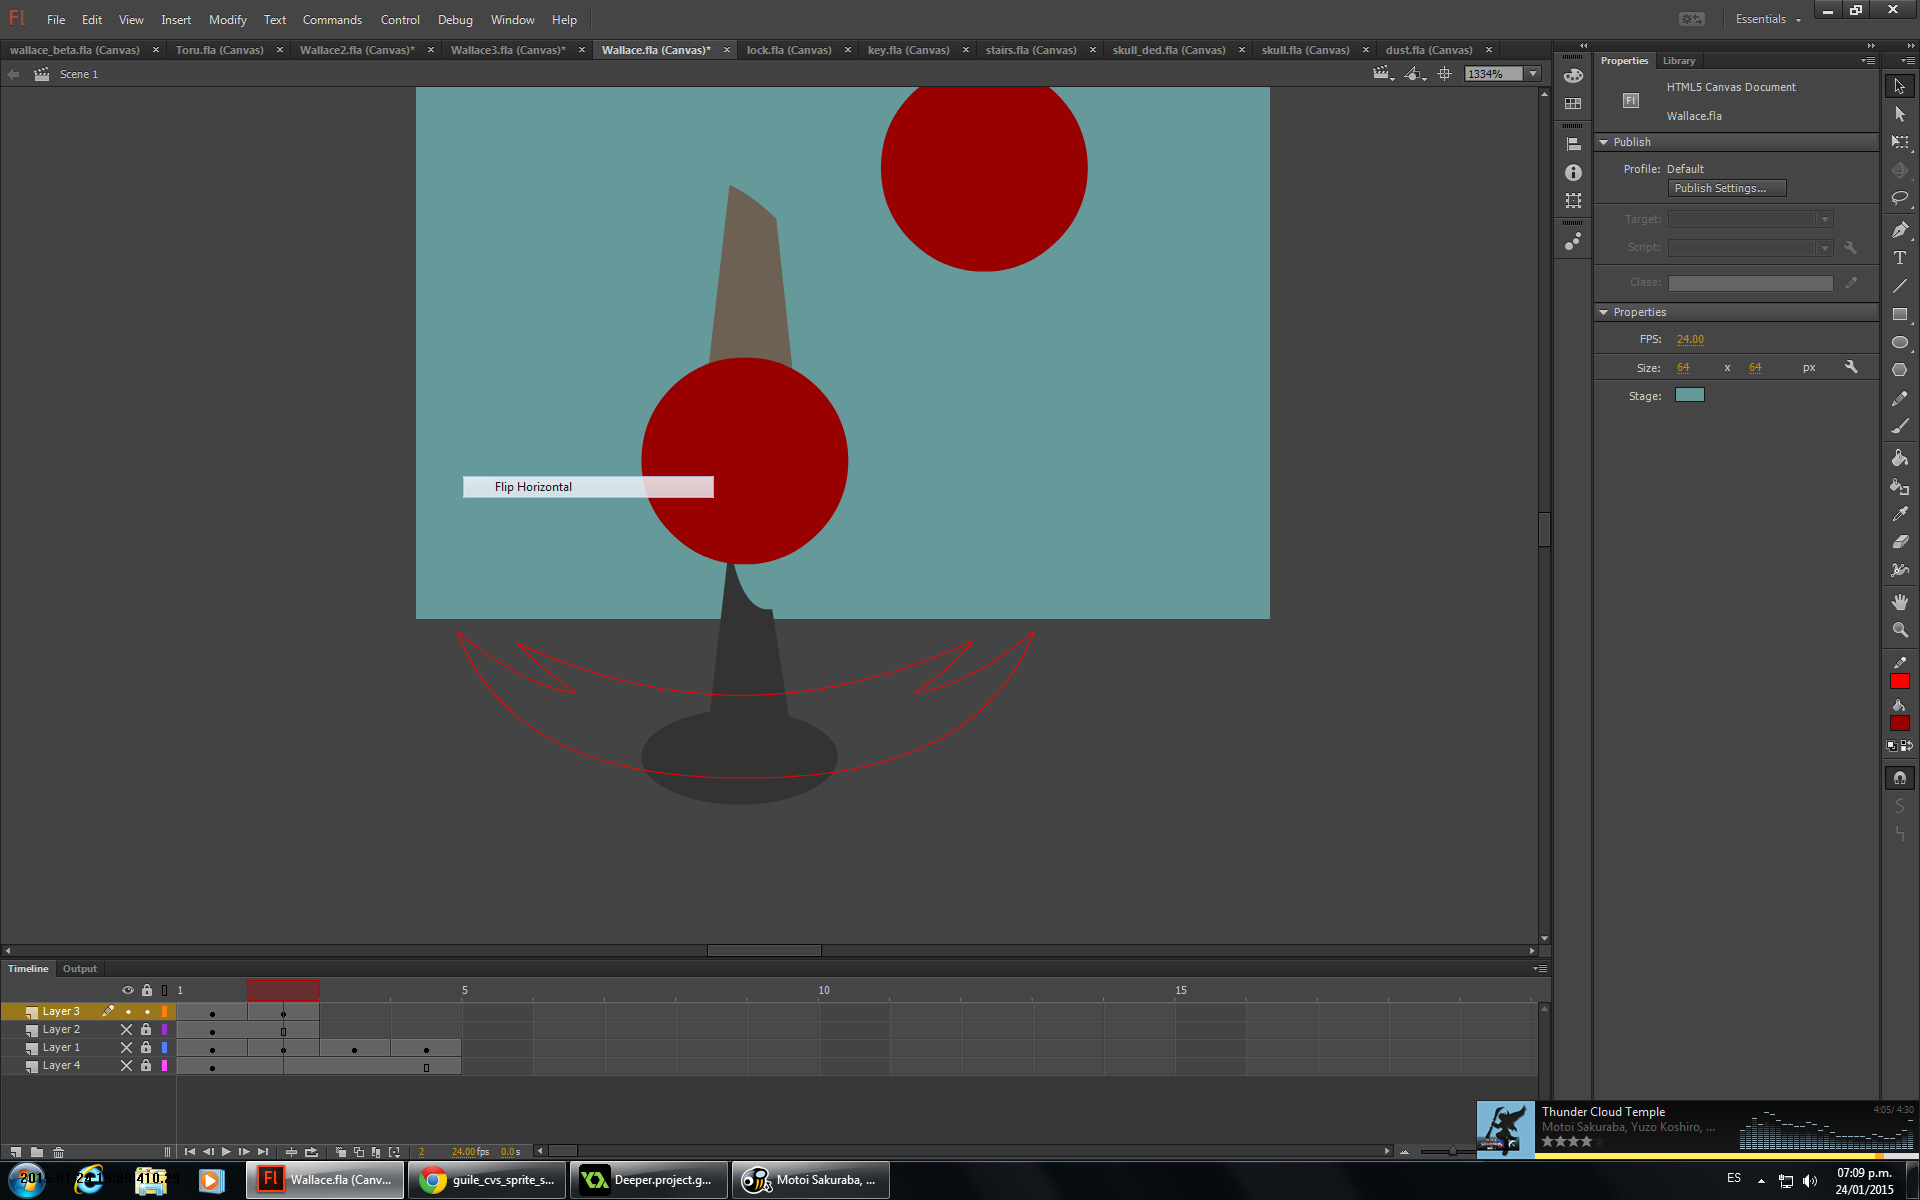 Fl File Edit View Insert Modify Text Commands Control Debug Window Help Essentials
wallace_beta.fla (Canvas) Toru.fla (Canvas) Wallace2.fla (Canvas)* Wallace3.fla (Canvas)* Wallace.fla (Canvas)* lock.fla (Canvas) key.fla (Canvas) stairs.fla (Canvas) skull_ded.fla (Canvas) skull.fla (Canvas) dust.fla (Canvas)
Scene 1 1334%
Properties Library
HTML5 Canvas Document
Fl
Wallace.fla
Publish
Profile: Default
Publish Settings...
Target:
Script:
Class:
Properties
FPS: 24.00
Size: 64 x 64 px
Stage:
Flip Horizontal
Timeline Output
1 5 10 15
Layer 3
Layer 2
Layer 1
Layer 4
2 24.00 fps 0.0 s
Thunder Cloud Temple 4:05/ 4:30
Motoi Sakuraba, Yuzo Koshiro, ...
Fl Wallace.fla (Canv... guile_cvs_sprite_s... Deeper.project.g... Motoi Sakuraba, ...
ES 07:09 p.m.
24/01/2015